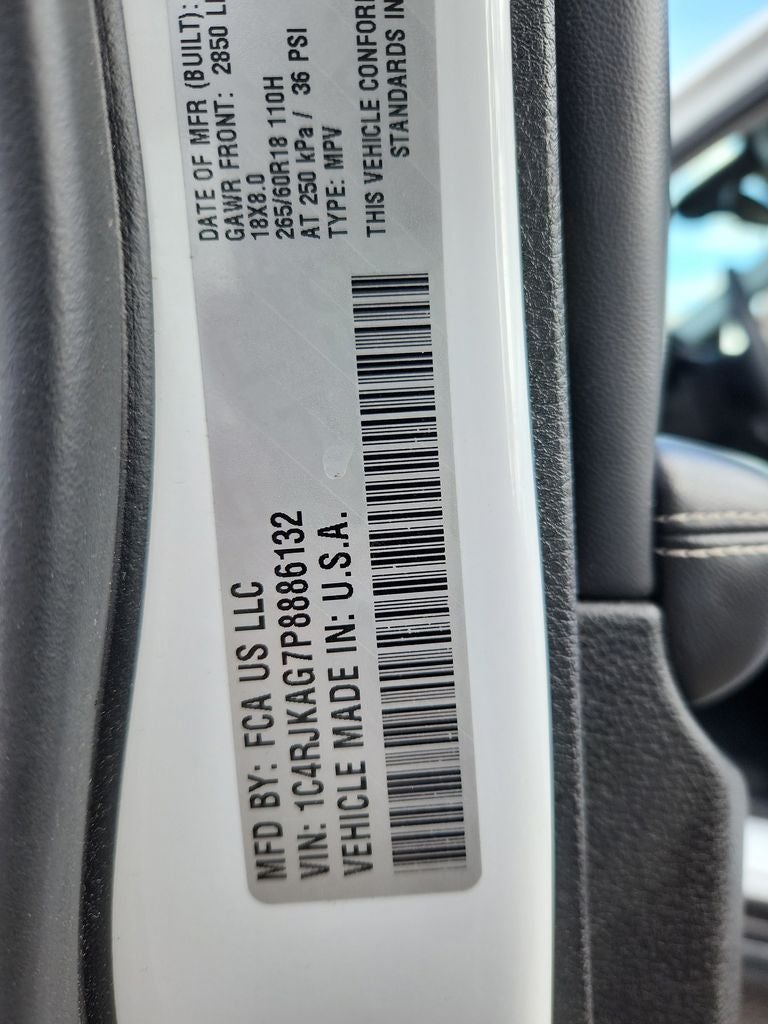 MFD BY: FCA US LLC
VIN: 1C4RJKAG7P8886132
VEHICLE MADE IN: U.S.A.
DATE OF MFR (BUILT):
GAWR FRONT: 2850 L
18X8.0
265/60R18 110H
AT 250 kPa / 36 PSI
TYPE: MPV
THIS VEHICLE CONFOR
STANDARDS IN